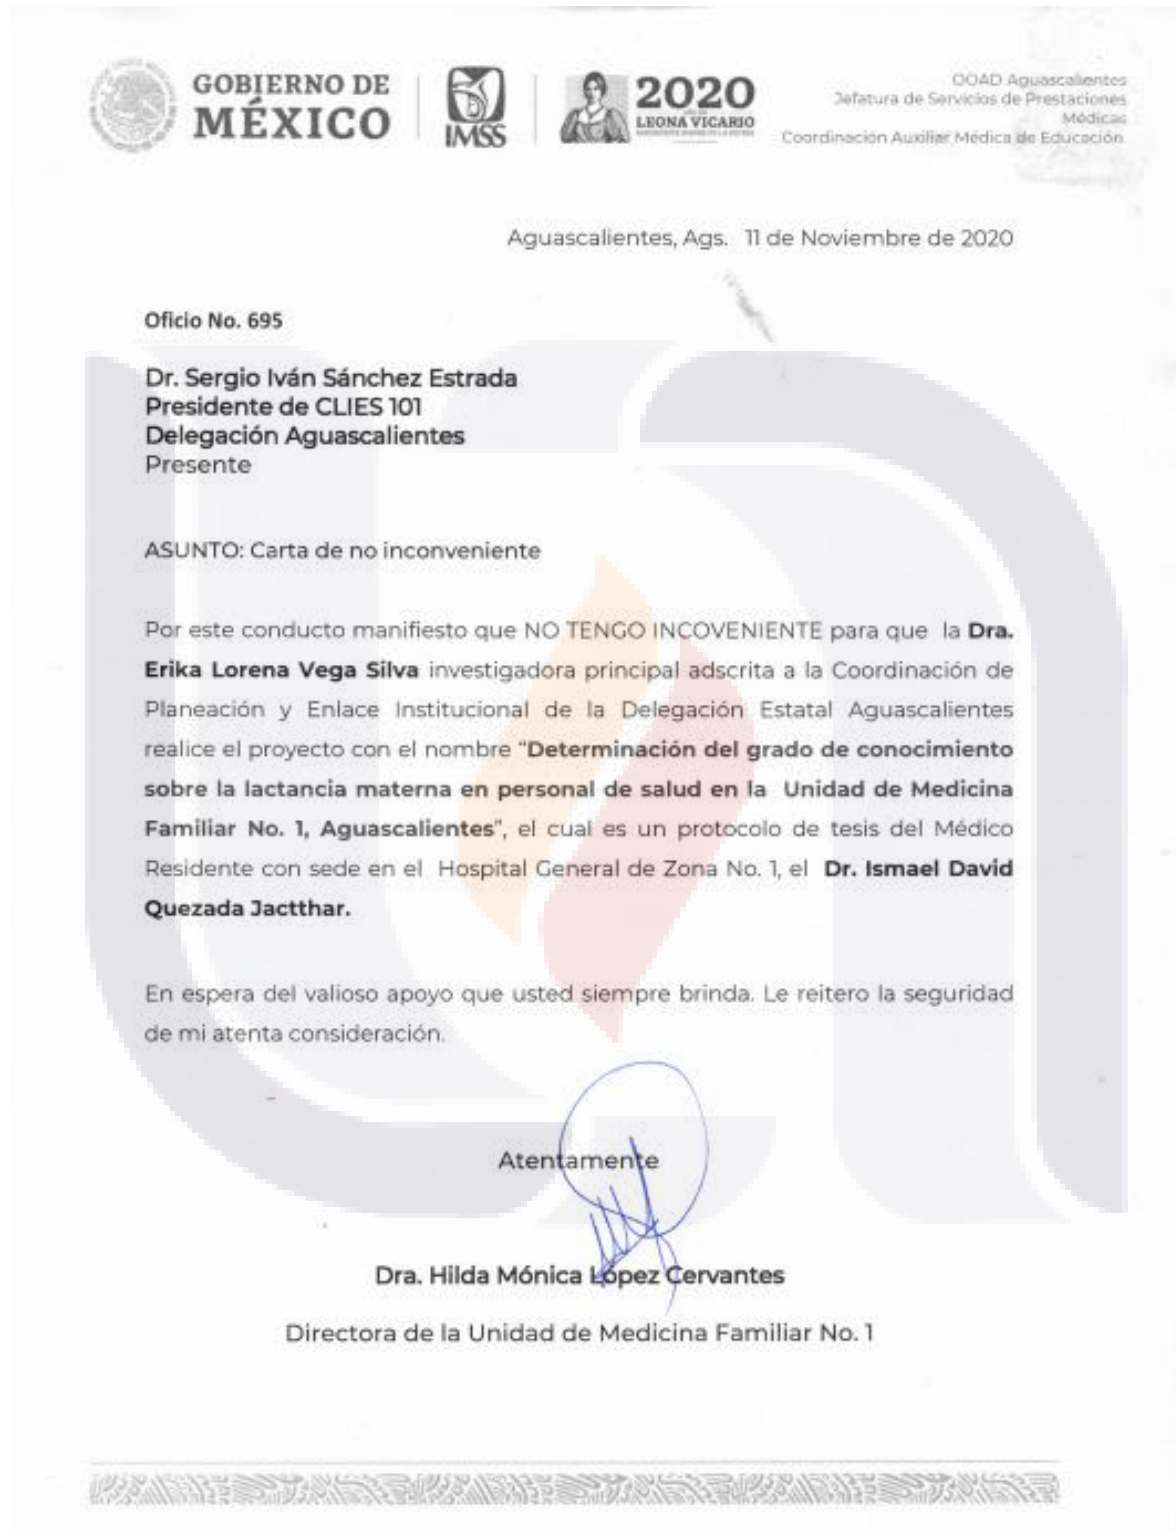 GOBIERNO DE
MÉXICO
IMSS
2020
LEONA VICARIO
OOAD Aguascalientes
Jefatura de Servicios de Prestaciones
Médicas
Coordinación Auxiliar Médica de Educación
Aguascalientes, Ags. 11 de Noviembre de 2020
Oficio No. 695
Dr. Sergio Iván Sánchez Estrada
Presidente de CLIES 101
Delegación Aguascalientes
Presente
ASUNTO: Carta de no inconveniente
Por este conducto manifiesto que NO TENGO INCOVENIENTE para que la Dra.
Erika Lorena Vega Silva investigadora principal adscrita a la Coordinación de
Planeación y Enlace Institucional de la Delegación Estatal Aguascalientes
realice el proyecto con el nombre "Determinación del grado de conocimiento
sobre la lactancia materna en personal de salud en la Unidad de Medicina
Familiar No. 1, Aguascalientes", el cual es un protocolo de tesis del Médico
Residente con sede en el Hospital General de Zona No. 1, el Dr. Ismael David
Quezada Jactthar.
En espera del valioso apoyo que usted siempre brinda. Le reitero la seguridad
de mi atenta consideración.
Atentamente
Dra. Hilda Mónica López Cervantes
Directora de la Unidad de Medicina Familiar No. 1